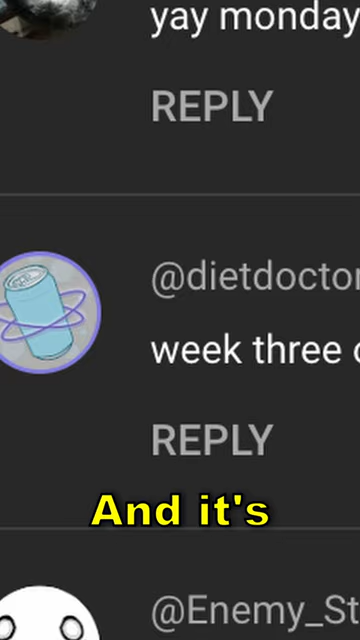 yay monday
REPLY
@dietdoctor
week three
REPLY
And it's
@Enemy_St